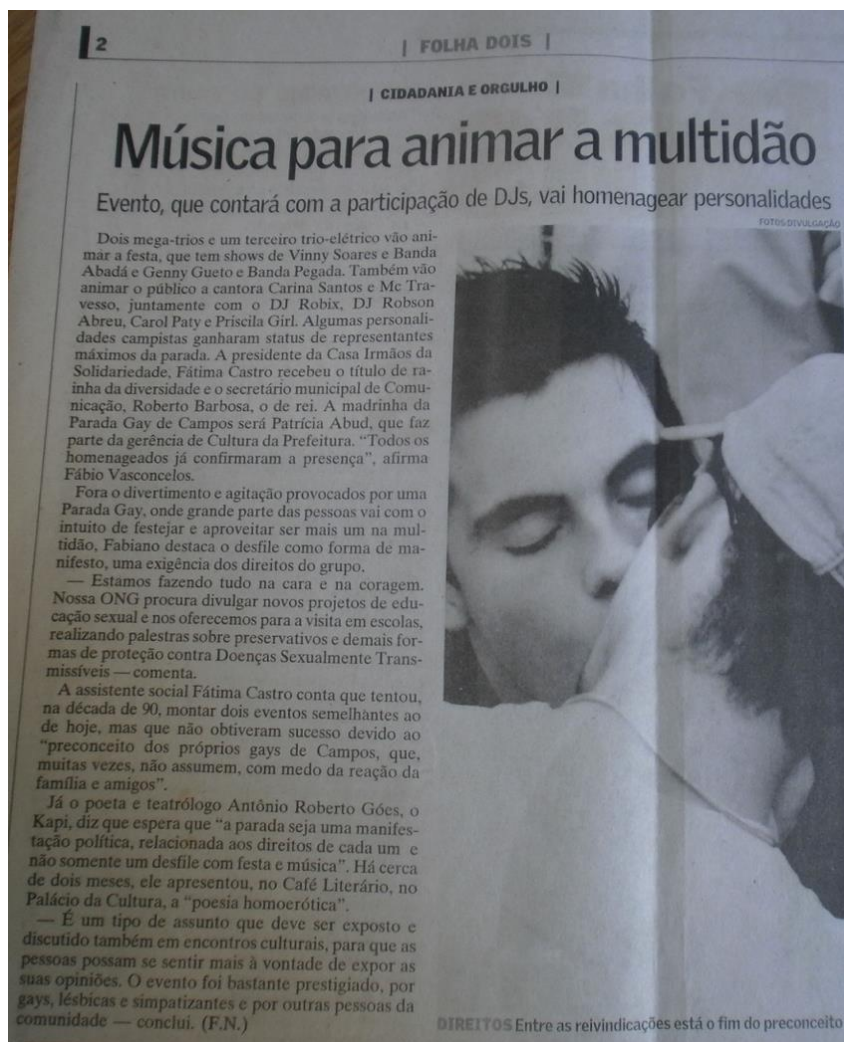 2
| FOLHA DOIS |
| CIDADANIA E ORGULHO |
Música para animar a multidão
Evento, que contará com a participação de DJs, vai homenagear personalidades
FOTOS DIVULGAÇÃO
Dois mega-trios e um terceiro trio-elétrico vão ani-
mar a festa, que tem shows de Vinny Soares e Banda
Abadá e Genny Gueto e Banda Pegada. Também vão
animar o público a cantora Carina Santos e Mc Tra-
vesso, juntamente com o DJ Robix, DJ Robson
Abreu, Carol Paty e Priscila Girl. Algumas personali-
dades campistas ganharam status de representantes
máximos da parada. A presidente da Casa Irmãos da
Solidariedade, Fátima Castro recebeu o título de ra-
inha da diversidade e o secretário municipal de Comu-
nicação, Roberto Barbosa, o de rei. A madrinha da
Parada Gay de Campos será Patrícia Abud, que faz
parte da gerência de Cultura da Prefeitura. “Todos os
homenageados já confirmaram a presença”, afirma
Fábio Vasconcelos.
Fora o divertimento e agitação provocados por uma
Parada Gay, onde grande parte das pessoas vai com o
intuito de festejar e aproveitar ser mais um na mul-
tidão, Fabiano destaca o desfile como forma de ma-
nifesto, uma exigência dos direitos do grupo.
— Estamos fazendo tudo na cara e na coragem.
Nossa ONG procura divulgar novos projetos de edu-
cação sexual e nos oferecemos para a visita em escolas,
realizando palestras sobre preservativos e demais for-
mas de proteção contra Doenças Sexualmente Trans-
missíveis — comenta.
A assistente social Fátima Castro conta que tentou,
na década de 90, montar dois eventos semelhantes ao
de hoje, mas que não obtiveram sucesso devido ao
“preconceito dos próprios gays de Campos, que,
muitas vezes, não assumem, com medo da reação da
família e amigos”.
Já o poeta e teatrólogo Antônio Roberto Góes, o
Kapi, diz que espera que “a parada seja uma manifes-
tação política, relacionada aos direitos de cada um e
não somente um desfile com festa e música”. Há cerca
de dois meses, ele apresentou, no Café Literário, no
Palácio da Cultura, a “poesia homoerótica”.
— É um tipo de assunto que deve ser exposto e
discutido também em encontros culturais, para que as
pessoas possam se sentir mais à vontade de expor as
suas opiniões. O evento foi bastante prestigiado, por
gays, lésbicas e simpatizantes e por outras pessoas da
comunidade — conclui. (F.N.)
DIREITOS Entre as reivindicações está o fim do preconceito